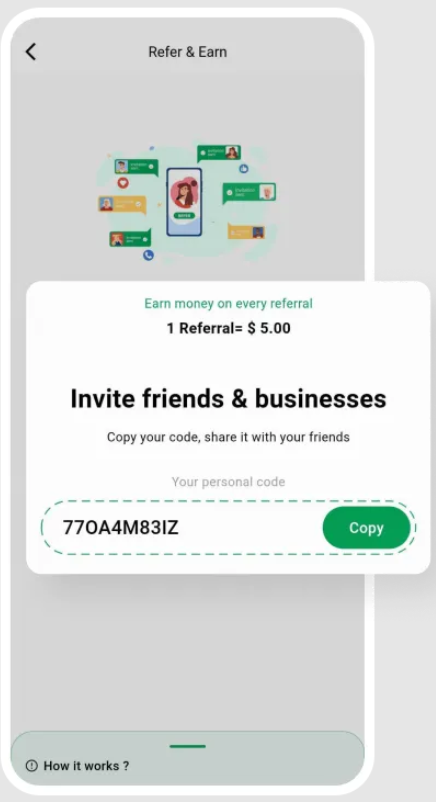 Refer & Earn
Earn money on every referral
1 Referral= $ 5.00
Invite friends & businesses
Copy your code, share it with your friends
Your personal code
77OA4M83IZ
Copy
How it works ?